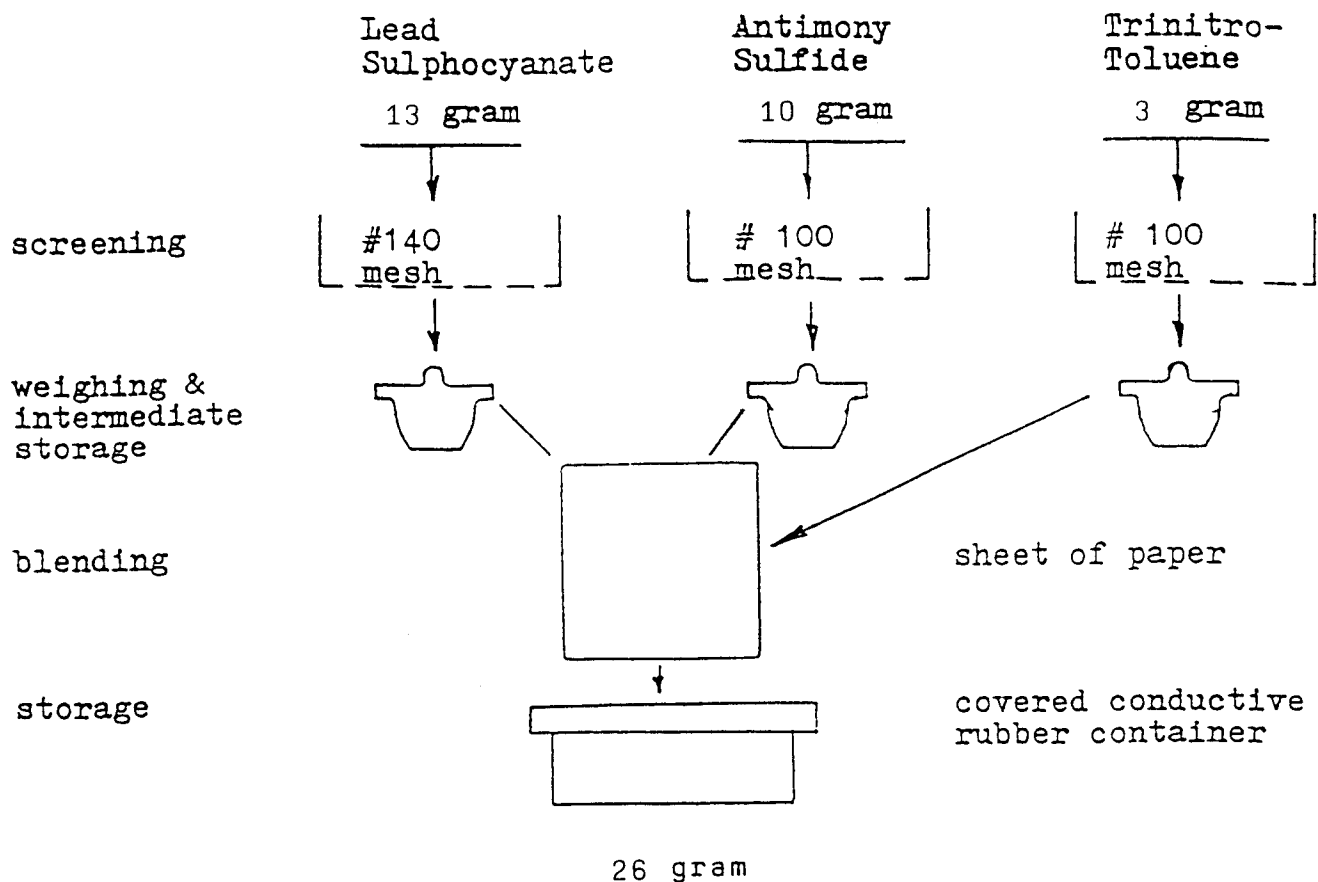 Lead
Sulphocyanate
13 gram
Antimony
Sulfide
10 gram
Trinitro-
Toluene
3 gram
screening
#140
mesh
# 100
mesh
# 100
mesh
weighing &
intermediate
storage
blending
sheet of paper
storage
covered conductive
rubber container
26 gram